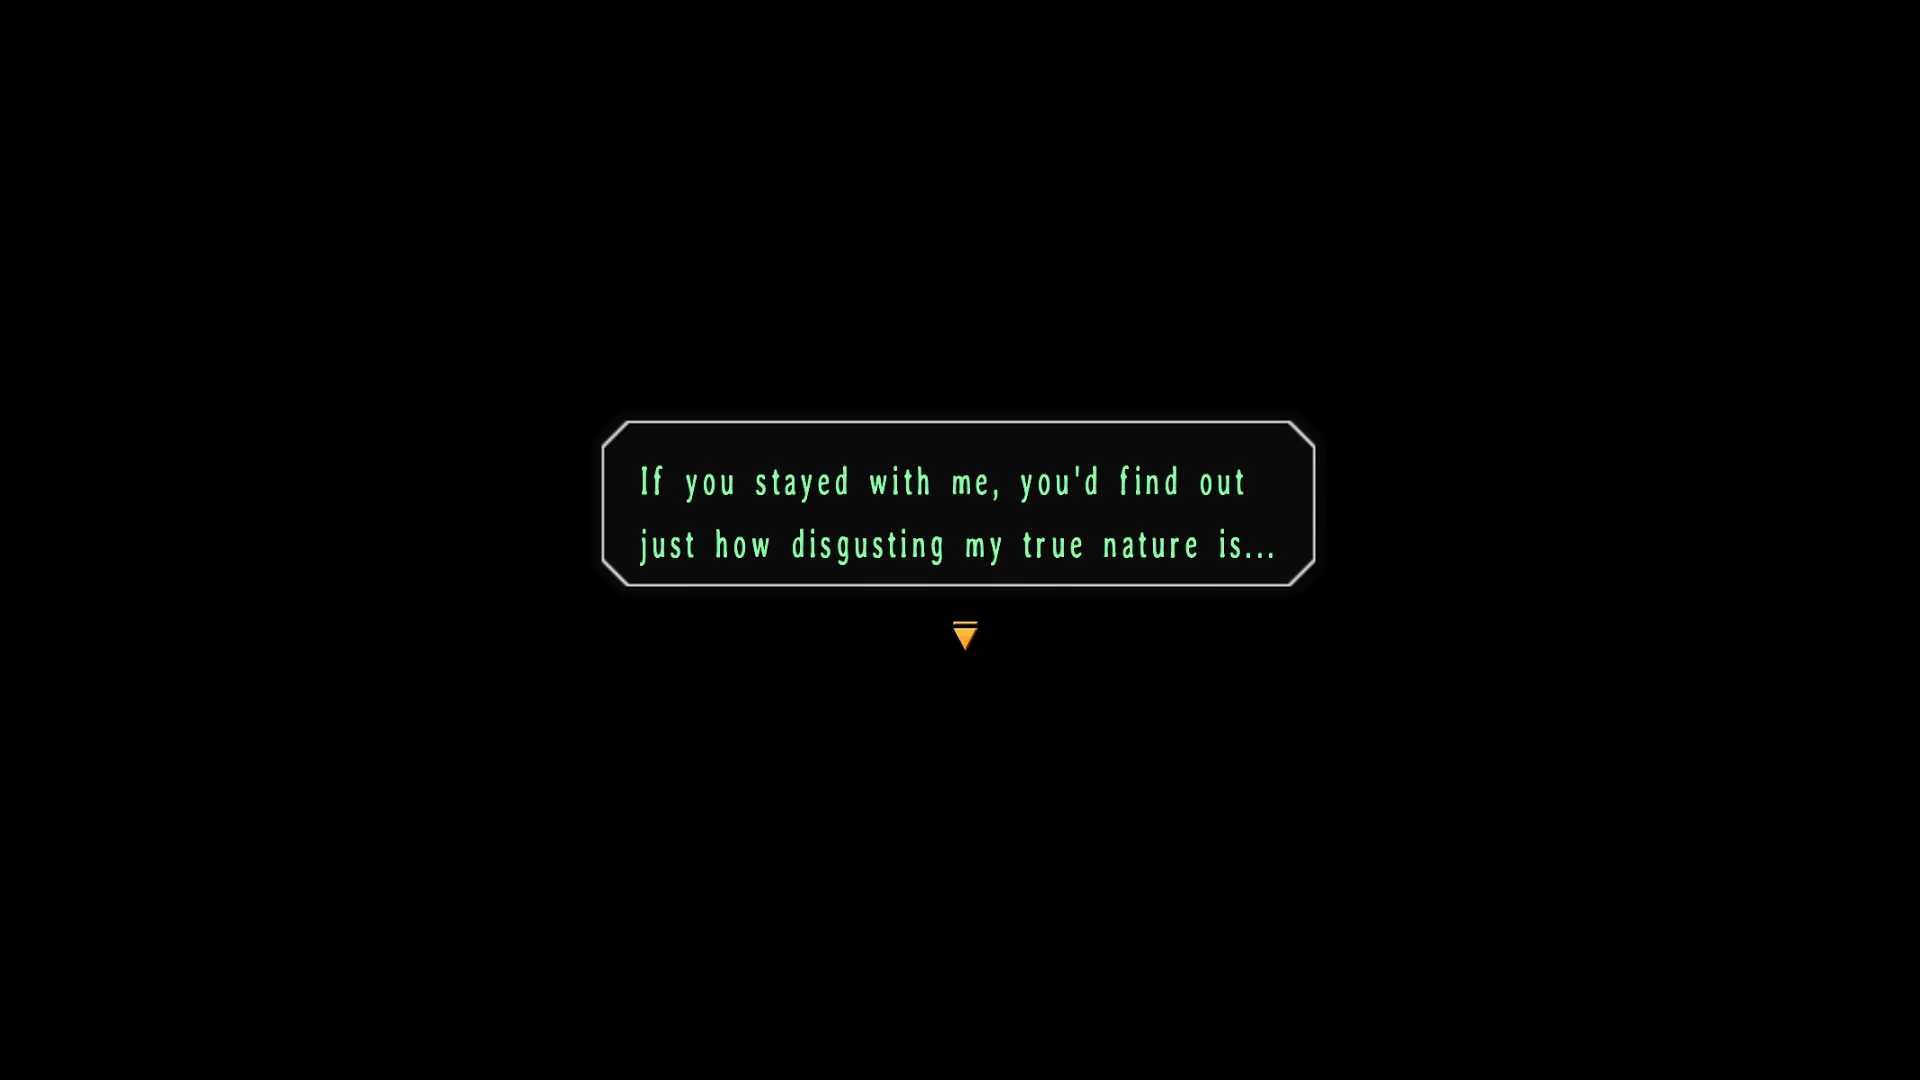 If you stayed with me, you'd find out
just how disgusting my true nature is...